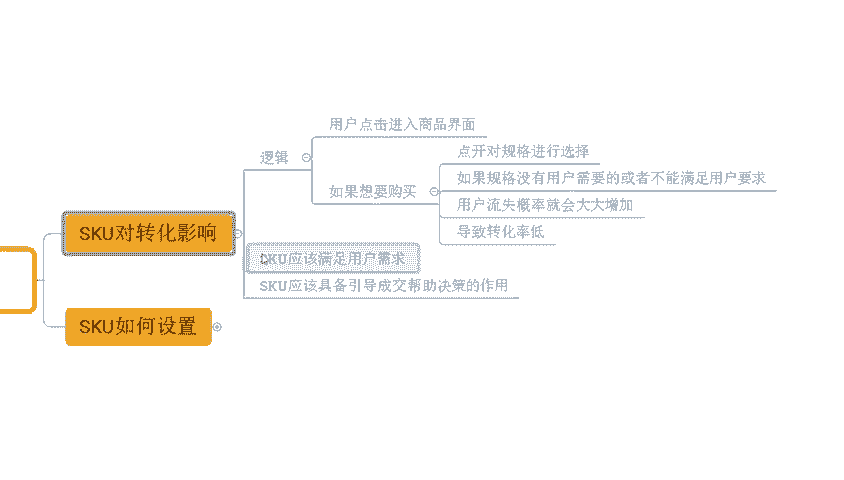 用户点击进入商品界面
逻辑
点开对规格进行选择
如果想要购买
如果规格没有用户需要的或者不能满足用户要求
用户流失概率就会大大增加
导致转化率低
SKU对转化影响
SKU应该满足用户需求
SKU应该具备引导成交帮助决策的作用
SKU如何设置